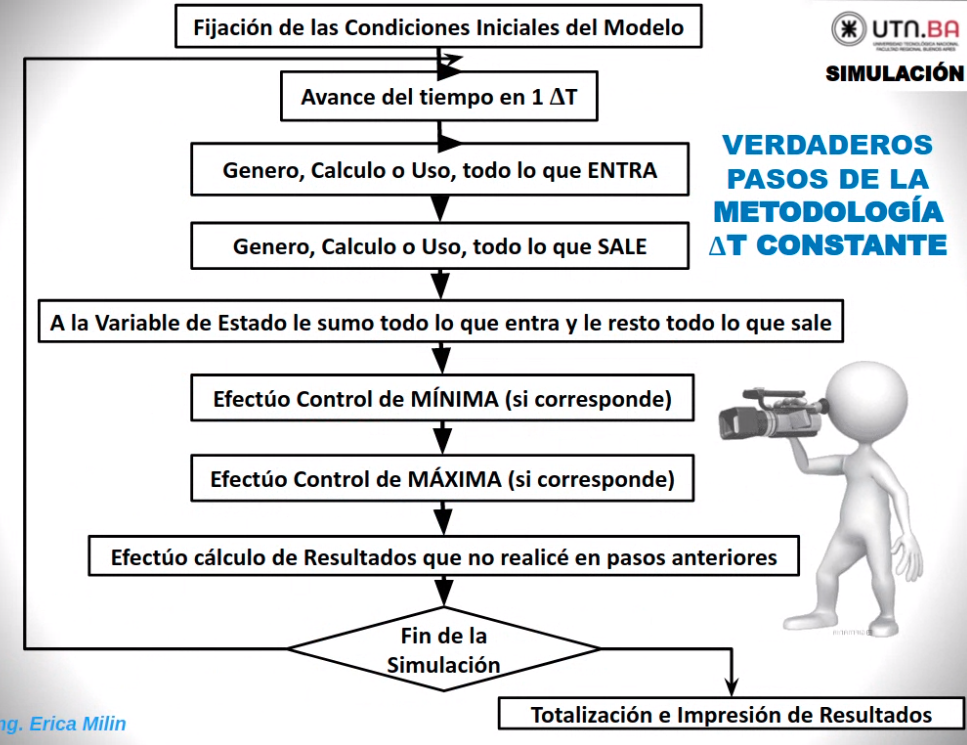 Fijación de las Condiciones Iniciales del Modelo
UTN.BA
UNIVERSIDAD TECNOLÓGICA NACIONAL
FACULTAD REGIONAL BUENOS AIRES
SIMULACIÓN
Avance del tiempo en 1 ΔT
VERDADEROS
PASOS DE LA
METODOLOGÍA
ΔT CONSTANTE
Genero, Calculo o Uso, todo lo que ENTRA
Genero, Calculo o Uso, todo lo que SALE
A la Variable de Estado le sumo todo lo que entra y le resto todo lo que sale
Efectúo Control de MÍNIMA (si corresponde)
Efectúo Control de MÁXIMA (si corresponde)
Efectúo cálculo de Resultados que no realicé en pasos anteriores
Fin de la
Simulación
Totalización e Impresión de Resultados
ng. Erica Milin